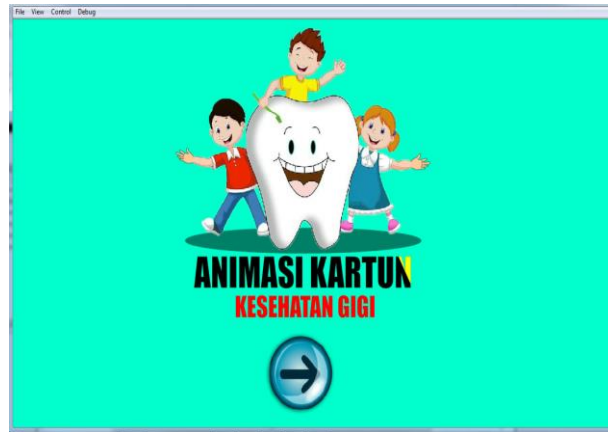 File View Control Debug
ANIMASI KARTUN
KESEHATAN GIGI